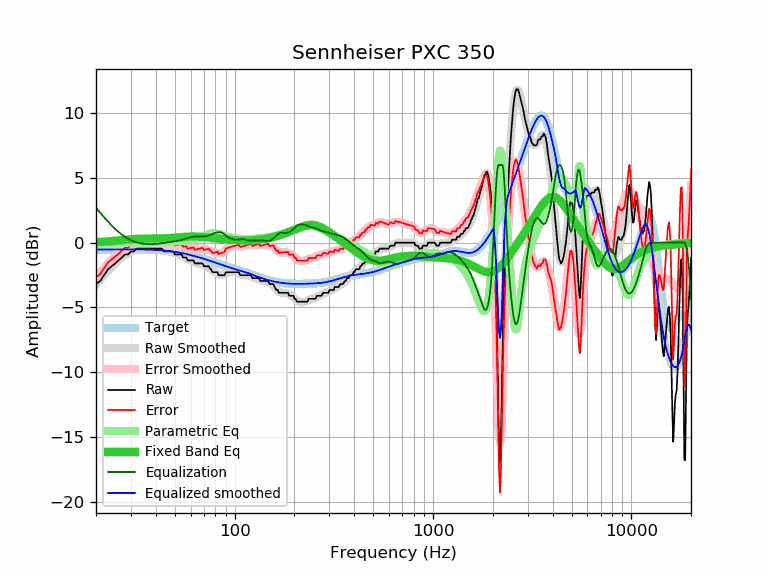 Sennheiser PXC 350
Amplitude (dBr)
10
5
0
−5
−10
−15
−20
Target
Raw Smoothed
Error Smoothed
Raw
Error
Parametric Eq
Fixed Band Eq
Equalization
Equalized smoothed
100 1000 10000
Frequency (Hz)